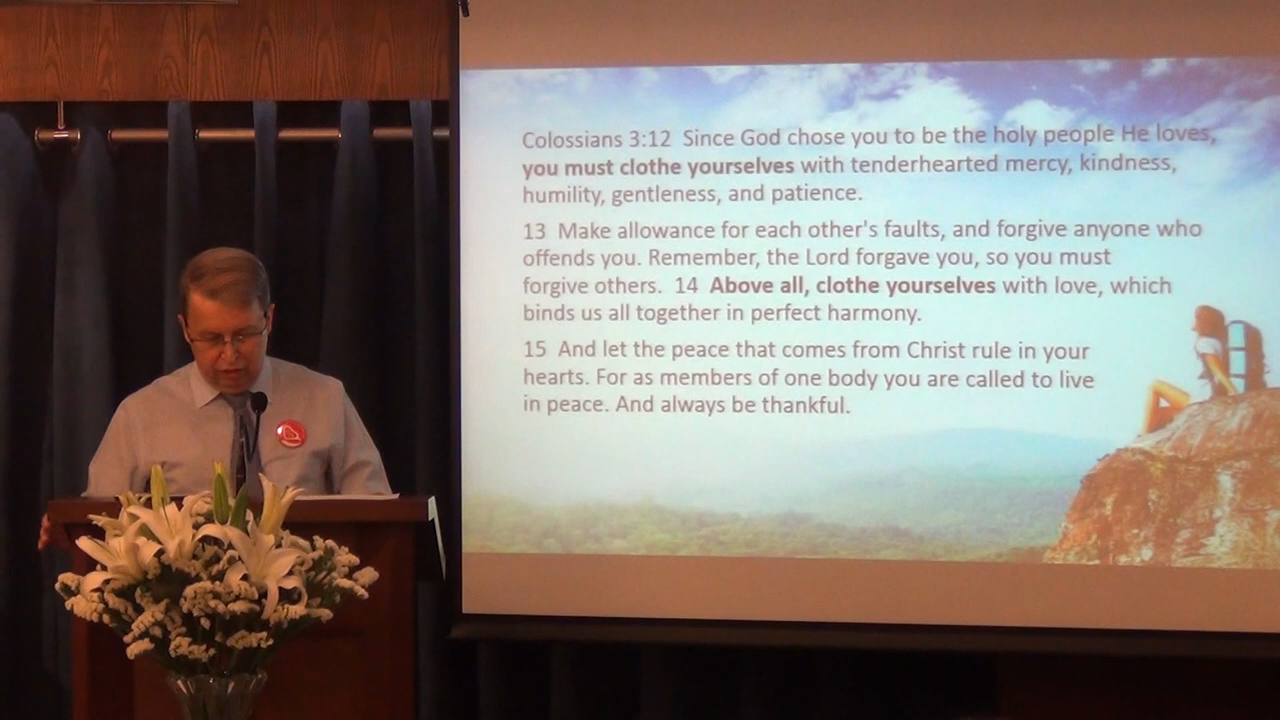 Colossians 3:12  Since God chose you to be the holy people He loves,
you must clothe yourselves with tenderhearted mercy, kindness,
humility, gentleness, and patience.
13  Make allowance for each other's faults, and forgive anyone who
offends you. Remember, the Lord forgave you, so you must
forgive others.  14  Above all, clothe yourselves with love, which
binds us all together in perfect harmony.
15  And let the peace that comes from Christ rule in your
hearts. For as members of one body you are called to live
in peace. And always be thankful.